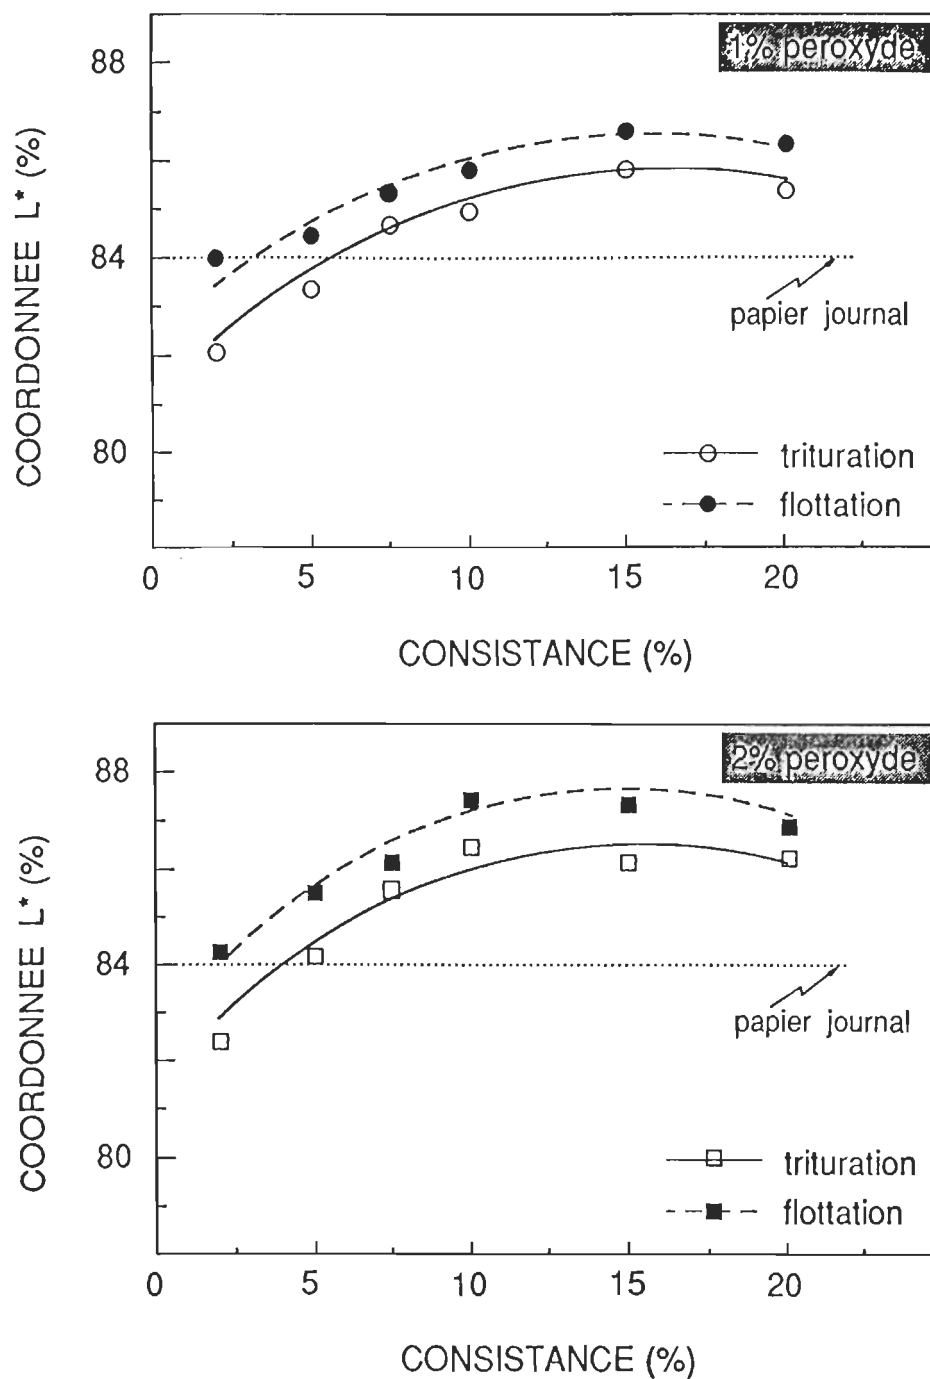 1% peroxyde
COORDONNEE L* (%)
88
84
80
papier journal
trituration
flottation
0 5 10 15 20
CONSISTANCE (%)
2% peroxyde
COORDONNEE L* (%)
88
84
80
papier journal
trituration
flottation
0 5 10 15 20
CONSISTANCE (%)